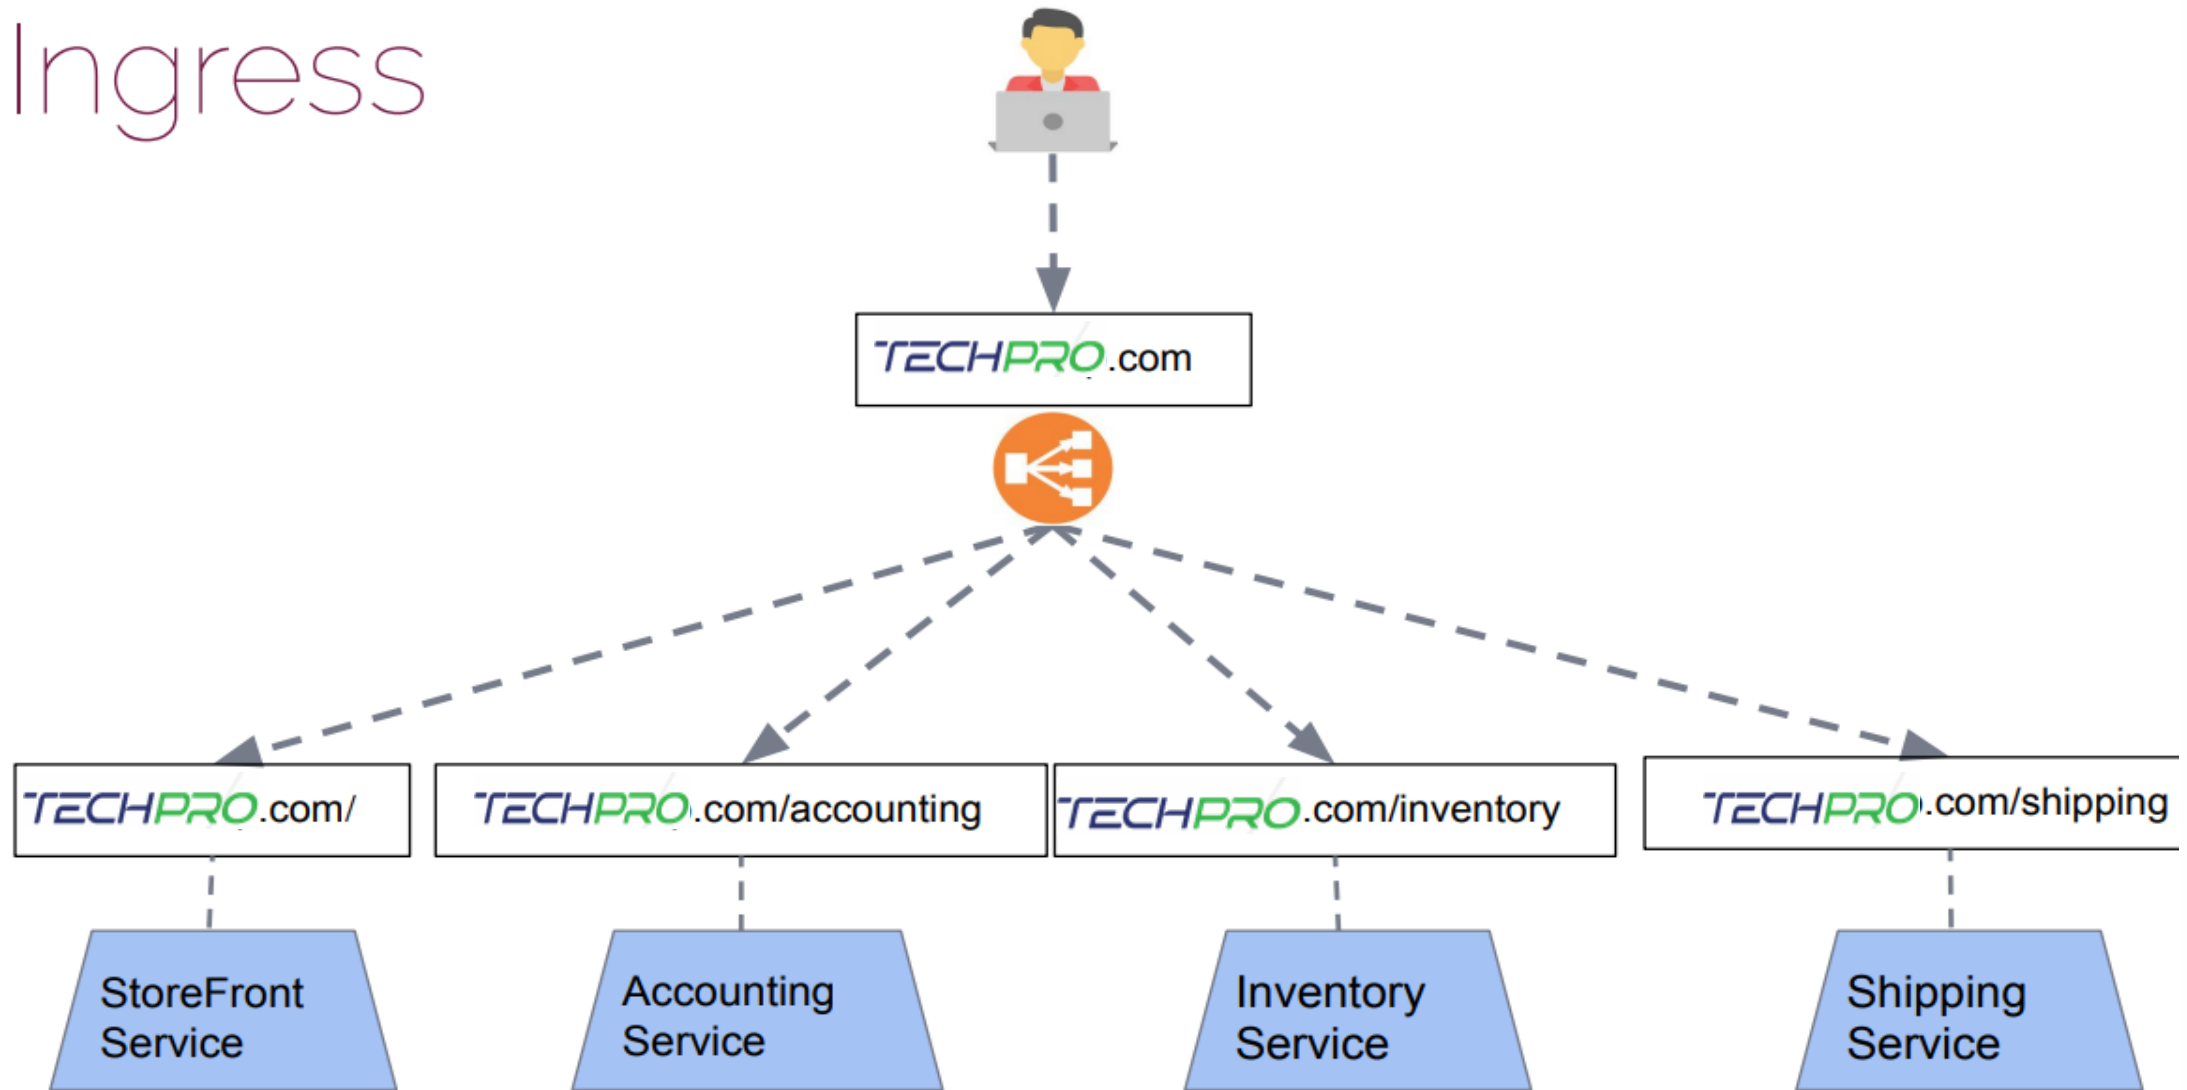 Ingress
TECHPRO.com
TECHPRO.com/
TECHPRO.com/accounting
TECHPRO.com/inventory
TECHPRO.com/shipping
StoreFront
Service
Accounting
Service
Inventory
Service
Shipping
Service